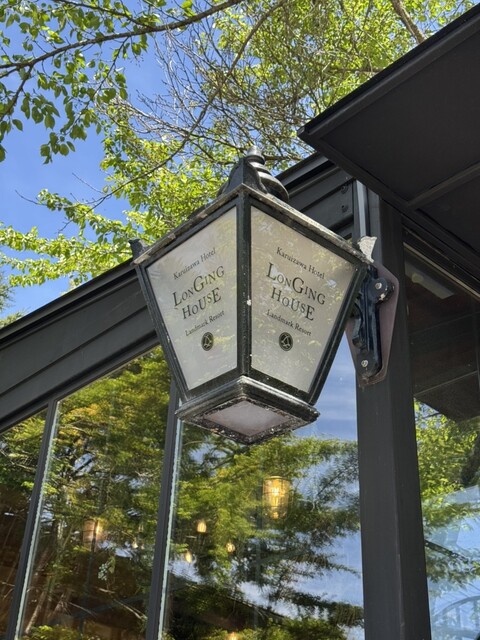 Karuizawa Hotel
LONGING
HOUSE
Landmark Resort
Karuizawa Hotel
LONGING
HOUSE
Landmark Resort